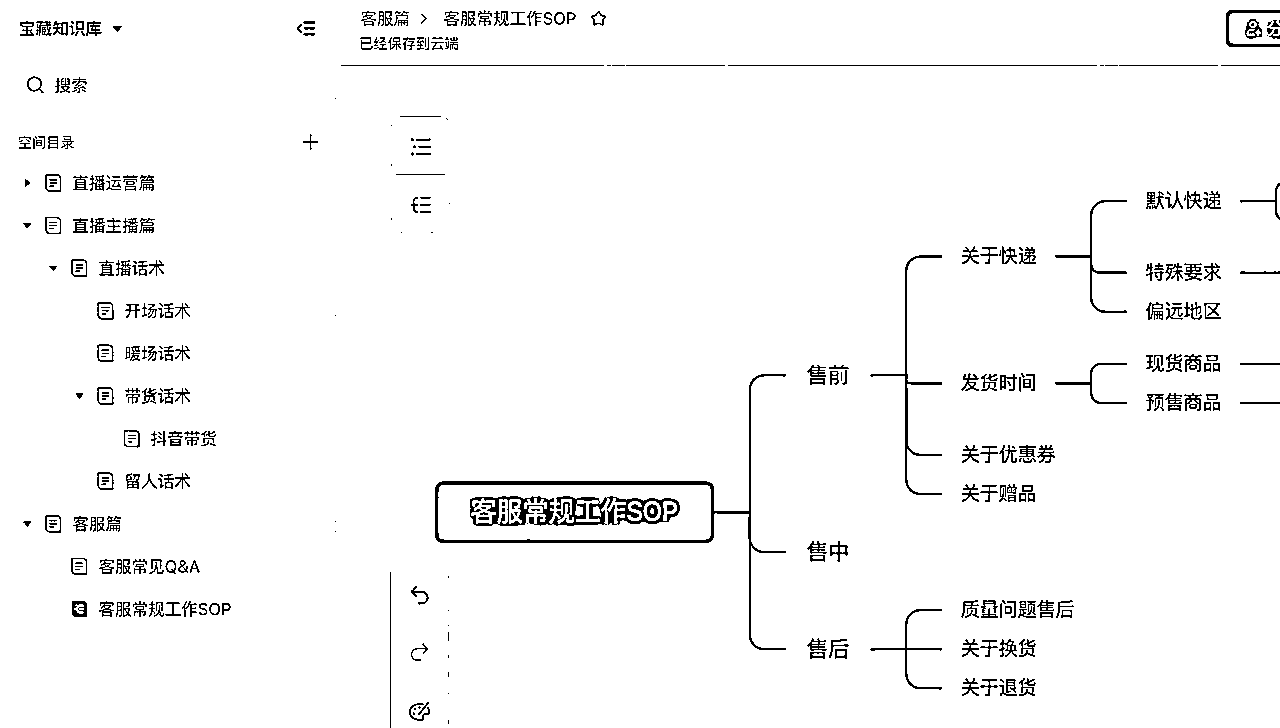 宝藏知识库
搜索
空间目录
直播运营篇
直播主播篇
直播话术
开场话术
暖场话术
带货话术
抖音带货
留人话术
客服篇
客服常见Q&A
客服常规工作SOP
客服篇 > 客服常规工作SOP
已经保存到云端
客服常规工作SOP
售前
关于快递
默认快递
特殊要求
偏远地区
发货时间
现货商品
预售商品
关于优惠券
关于赠品
售中
售后
质量问题售后
关于换货
关于退货